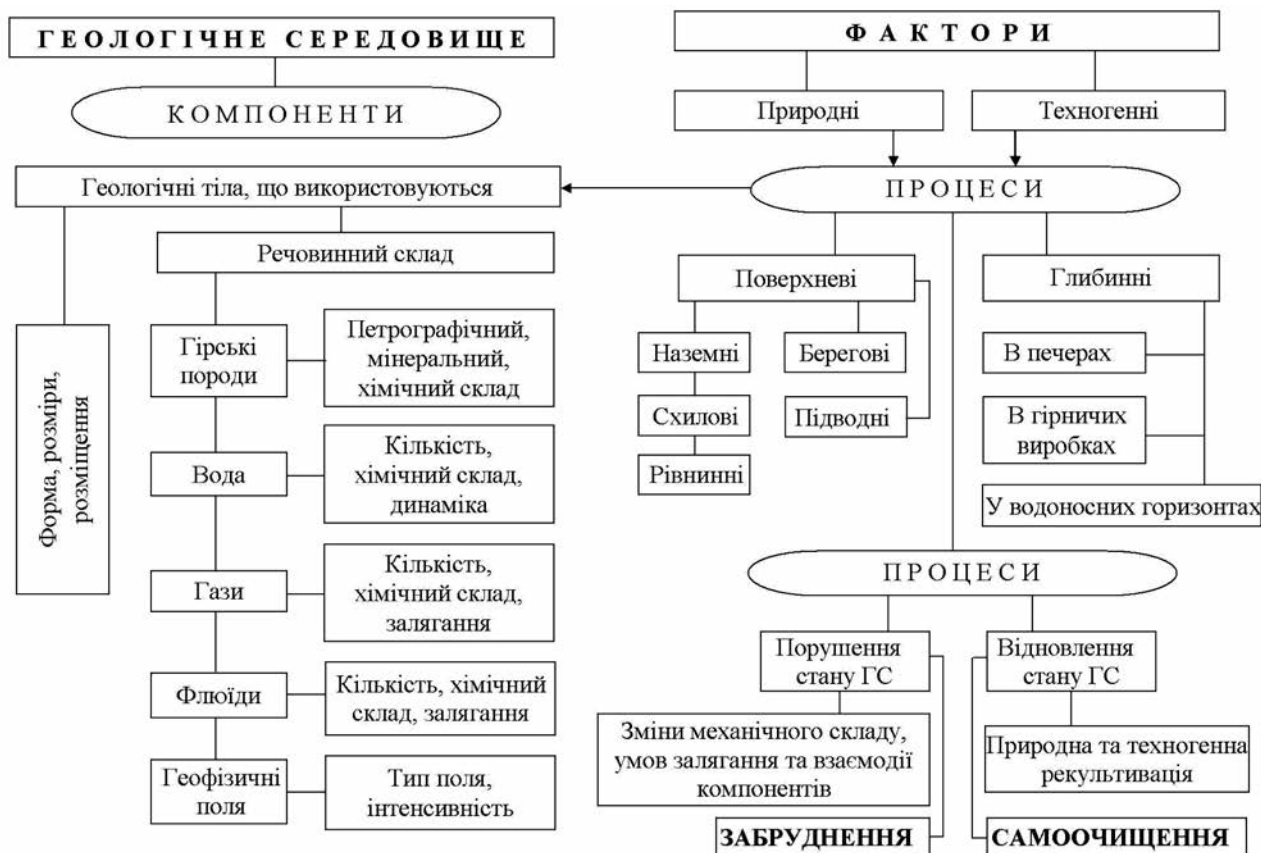 ГЕОЛОГІЧНЕ СЕРЕДОВИЩЕ
КОМПОНЕНТИ
Геологічні тіла, що використовуються
Речовинний склад
Форма, розміри,
розміщення
Гірські
породи
Петрографічний,
мінеральний,
хімічний склад
Вода
Кількість,
хімічний склад,
динаміка
Гази
Кількість,
хімічний склад,
залягання
Флюїди
Кількість, хімічний
склад, залягання
Геофізичні
поля
Тип поля,
інтенсивність
ФАКТОРИ
Природні
Техногенні
ПРОЦЕСИ
Поверхневі
Глибинні
Наземні
Берегові
Схилові
Підводні
Рівнинні
В печерах
В гірничих
виробках
У водоносних горизонтах
ПРОЦЕСИ
Порушення
стану ГС
Відновлення
стану ГС
Зміни механічного складу,
умов залягання та взаємодії
компонентів
Природна та техногенна
рекультивація
ЗАБРУДНЕННЯ
САМООЧИЩЕННЯ